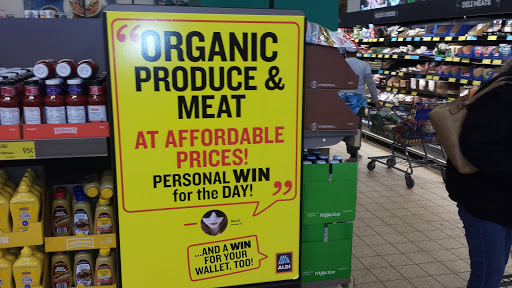 DELI MEATS
“ORGANIC
PRODUCE &
MEAT
AT AFFORDABLE
PRICES!
PERSONAL WIN
for the DAY!”
...AND A WIN
FOR YOUR
WALLET, TOO!
ALDI
95¢